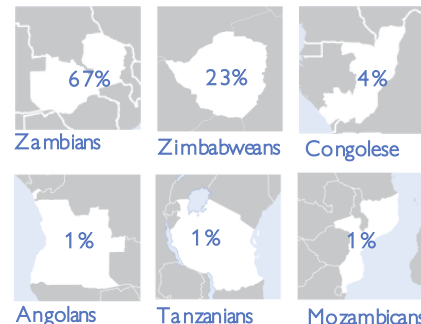 67%
Zambians
23%
Zimbabweans
4%
Congolese
1%
Angolans
1%
Tanzanians
1%
Mozambicans